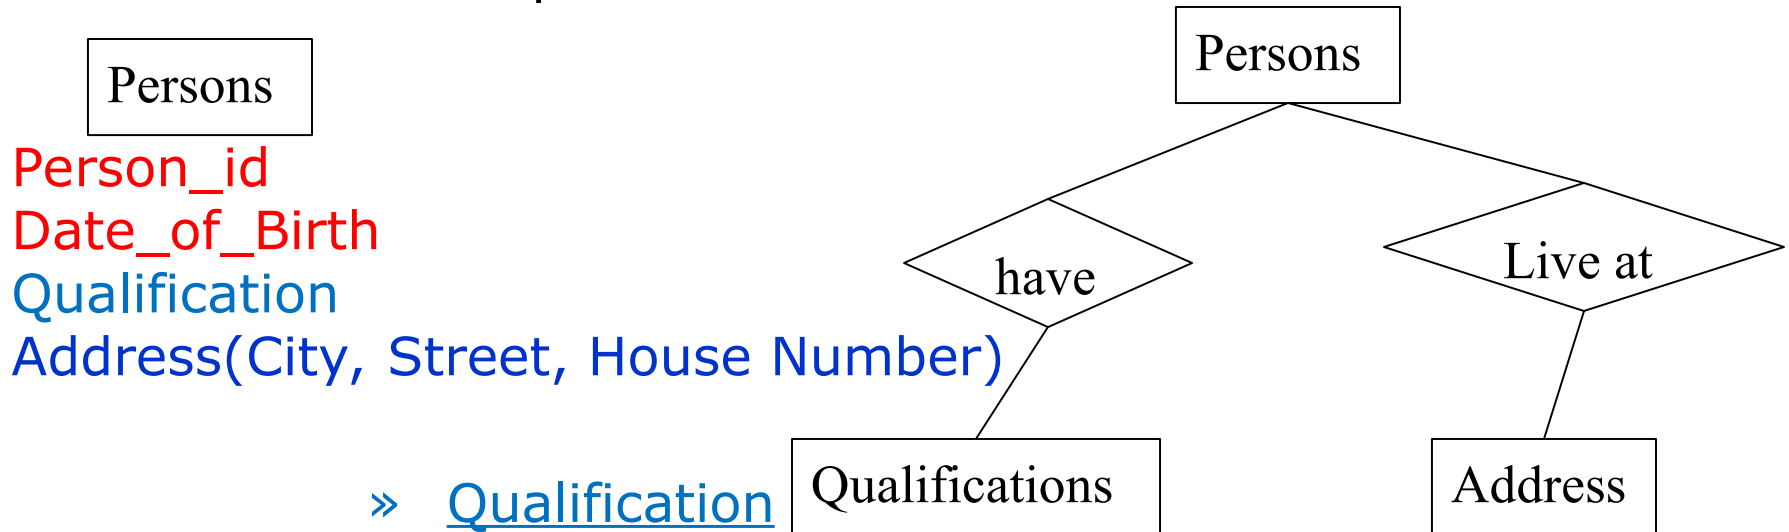 Persons
Persons
Person_id
Date_of_Birth
Qualification
Address(City, Street, House Number)
have
Live at
» Qualification
Qualifications
Address